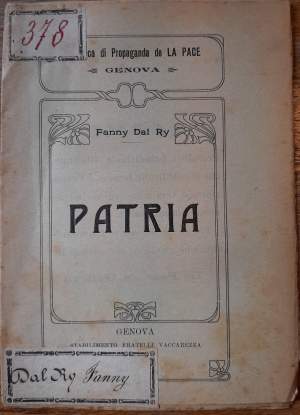 378
ca di Propaganda de LA PACE
GENOVA
Fanny Dal Ry
PATRIA
GENOVA
STABILIMENTO FRATELLI VACCAREZZA
Dal Ry Fanny